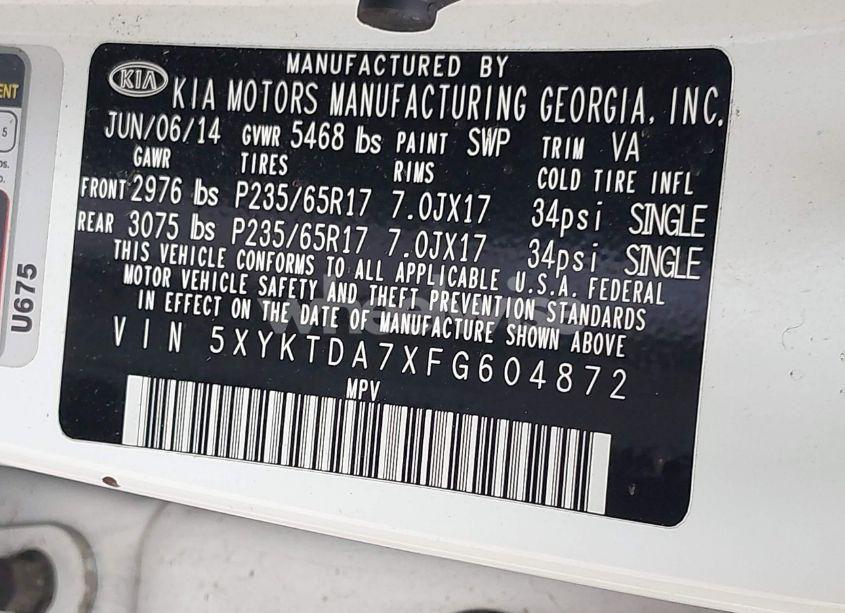 MANUFACTURED BY
KIA KIA MOTORS MANUFACTURING GEORGIA, INC.
JUN/06/14 GVWR 5468 lbs PAINT SWP TRIM VA
GAWR TIRES RIMS COLD TIRE INFL
FRONT 2976 lbs P235/65R17 7.0JX17 34psi SINGLE
REAR 3075 lbs P235/65R17 7.0JX17 34psi SINGLE
THIS VEHICLE CONFORMS TO ALL APPLICABLE U.S.A. FEDERAL
MOTOR VEHICLE SAFETY AND THEFT PREVENTION STANDARDS
IN EFFECT ON THE DATE OF MANUFACTURE SHOWN ABOVE
VIN 5XYKTDA7XFG604872
MPV
U675
5